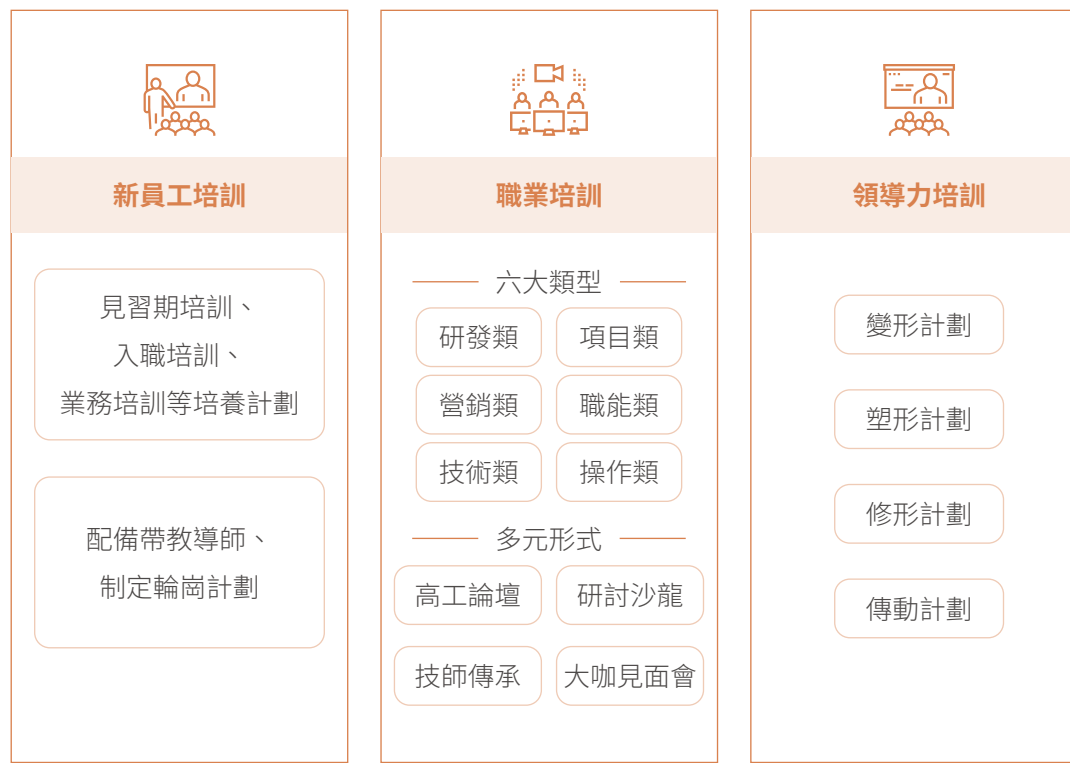 新員工培訓
見習期培訓、
入職培訓、
業務培訓等培養計劃
配備帶教導師、
制定輪崗計劃
職業培訓
六大類型
研發類
項目類
營銷類
職能類
技術類
操作類
多元形式
高工論壇
研討沙龍
技師傳承
大咖見面會
領導力培訓
變形計劃
塑形計劃
修形計劃
傳動計劃